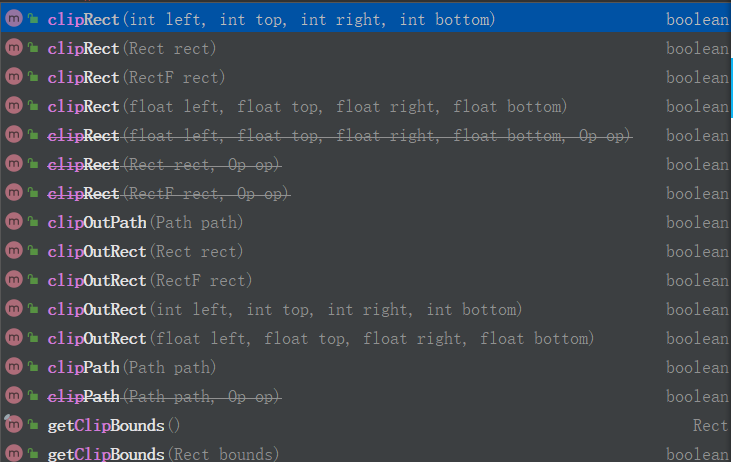 clipRect(int left, int top, int right, int bottom) boolean
clipRect(Rect rect) boolean
clipRect(RectF rect) boolean
clipRect(float left, float top, float right, float bottom) boolean
clipRect(float left, float top, float right, float bottom, Op op) boolean
clipRect(Rect rect, Op op) boolean
clipRect(RectF rect, Op op) boolean
clipOutPath(Path path) boolean
clipOutRect(Rect rect) boolean
clipOutRect(RectF rect) boolean
clipOutRect(int left, int top, int right, int bottom) boolean
clipOutRect(float left, float top, float right, float bottom) boolean
clipPath(Path path) boolean
clipPath(Path path, Op op) boolean
getClipBounds() Rect
getClipBounds(Rect bounds) boolean